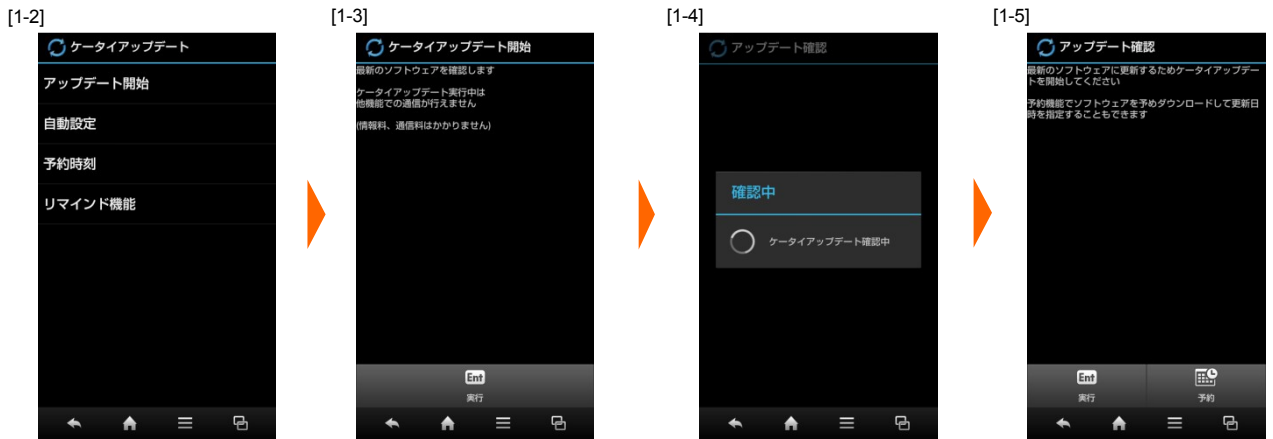 [1-2]
ケータイアップデート
アップデート開始
自動設定
予約時刻
リマインド機能
[1-3]
ケータイアップデート開始
最新のソフトウェアを確認します
ケータイアップデート実行中は
他機能での通信が行えません
(情報料、通信料はかかりません)
Ent
実行
[1-4]
アップデート確認
確認中
ケータイアップデート確認中
[1-5]
アップデート確認
最新のソフトウェアに更新するためケータイアップデー
トを開始してください
予約機能でソフトウェアを予めダウンロードして更新日
時を指定することもできます
Ent
実行
予約